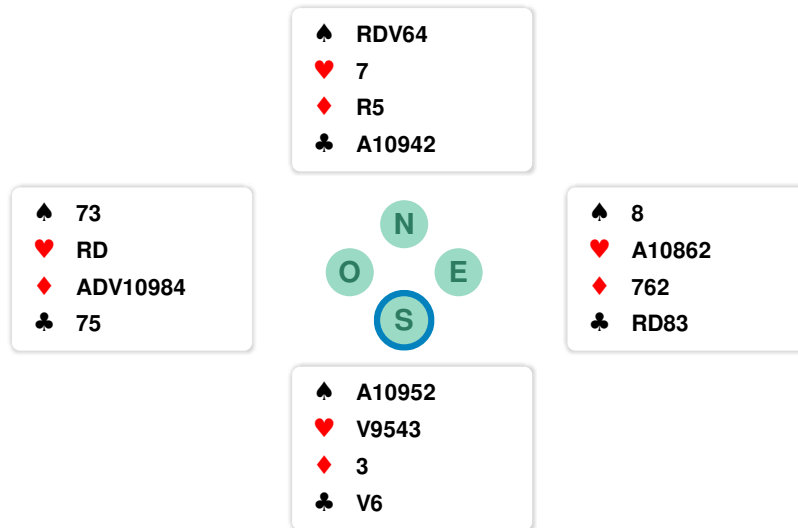 ♠ RDV64
♥ 7
♦ R5
♣ A10942
♠ 73
♥ RD
♦ ADV10984
♣ 75
N
O E
S
♠ 8
♥ A10862
♦ 762
♣ RD83
♠ A10952
♥ V9543
♦ 3
♣ V6